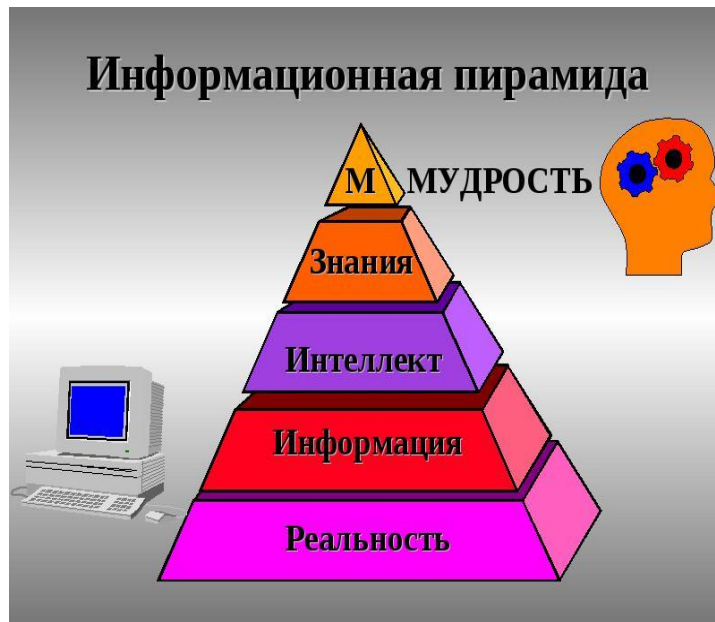 Информационная пирамида
М МУДРОСТЬ
Знания
Интеллект
Информация
Реальность